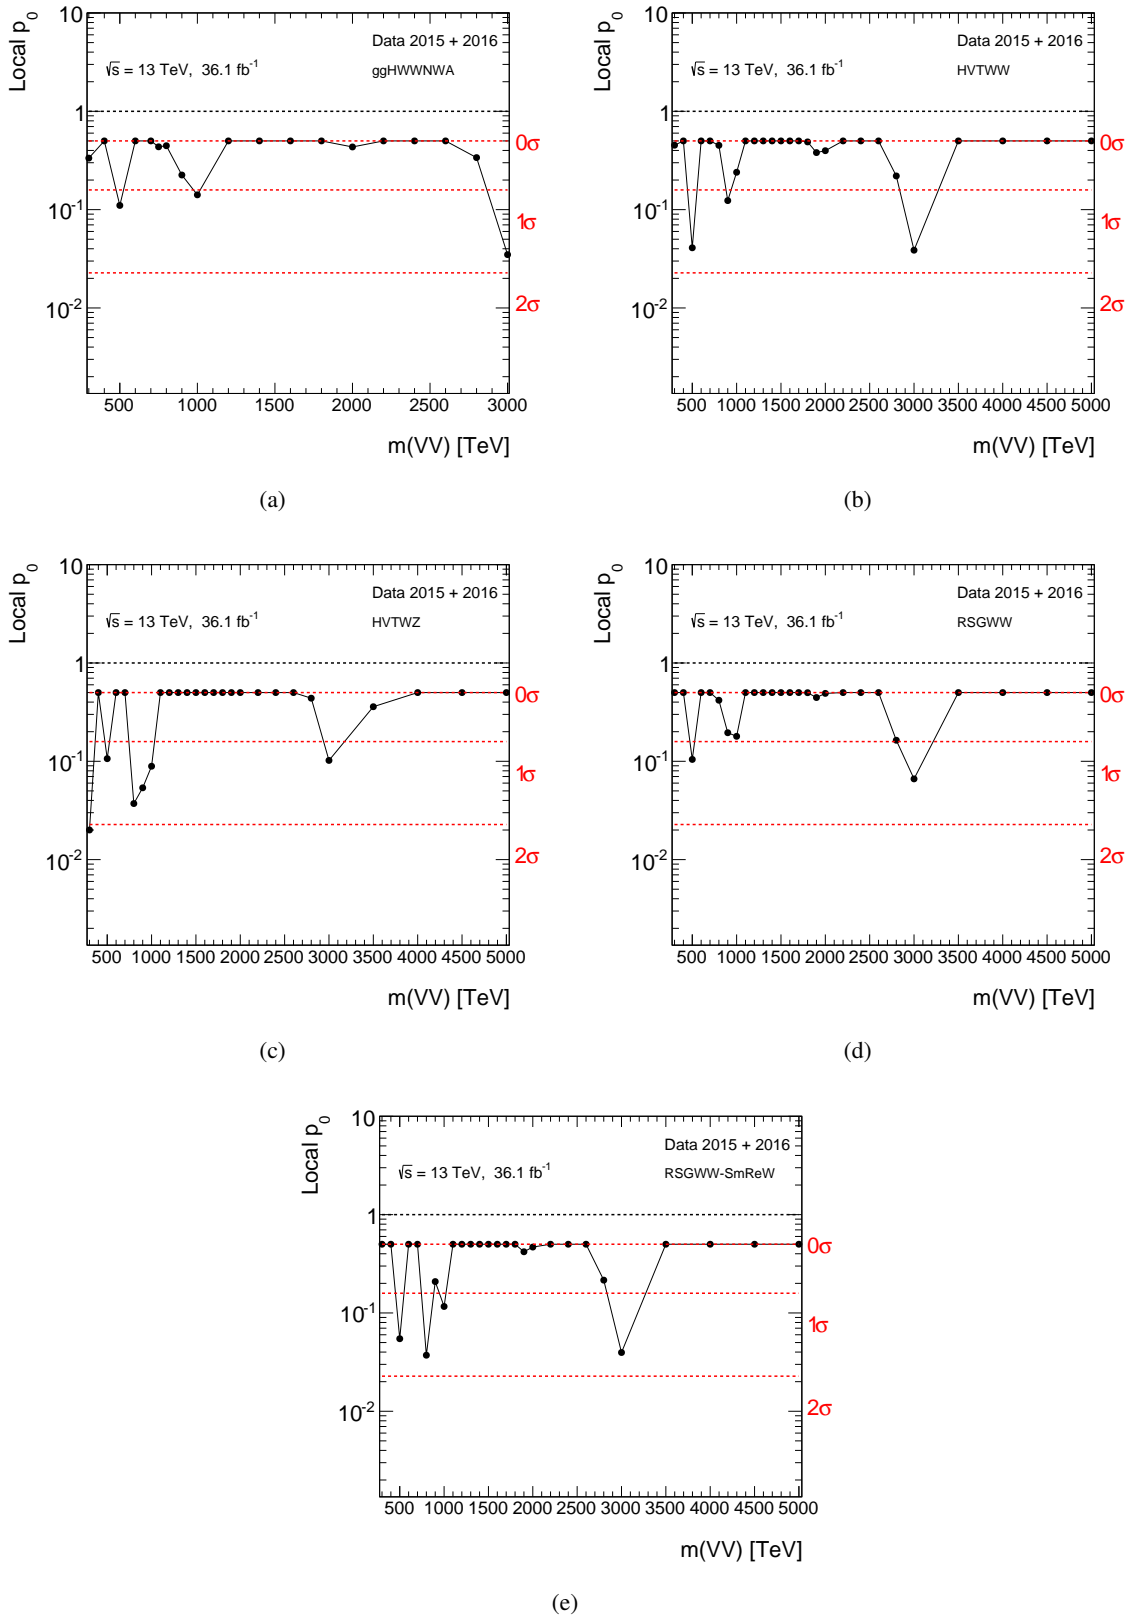 Local p0
10
1
10-1
10-2
Data 2015 + 2016
√s = 13 TeV, 36.1 fb-1
ggHWWNWA
0σ
1σ
2σ
500 1000 1500 2000 2500 3000
m(VV) [TeV]
(a)
Local p0
10
1
10-1
10-2
Data 2015 + 2016
√s = 13 TeV, 36.1 fb-1
HVTWW
0σ
1σ
2σ
500 1000 1500 2000 2500 3000 3500 4000 4500 5000
m(VV) [TeV]
(b)
Local p0
10
1
10-1
10-2
Data 2015 + 2016
√s = 13 TeV, 36.1 fb-1
HVTWZ
0σ
1σ
2σ
500 1000 1500 2000 2500 3000 3500 4000 4500 5000
m(VV) [TeV]
(c)
Local p0
10
1
10-1
10-2
Data 2015 + 2016
√s = 13 TeV, 36.1 fb-1
RSGWW
0σ
1σ
2σ
500 1000 1500 2000 2500 3000 3500 4000 4500 5000
m(VV) [TeV]
(d)
Local p0
10
1
10-1
10-2
Data 2015 + 2016
√s = 13 TeV, 36.1 fb-1
RSGWW-SmReW
0σ
1σ
2σ
500 1000 1500 2000 2500 3000 3500 4000 4500 5000
m(VV) [TeV]
(e)